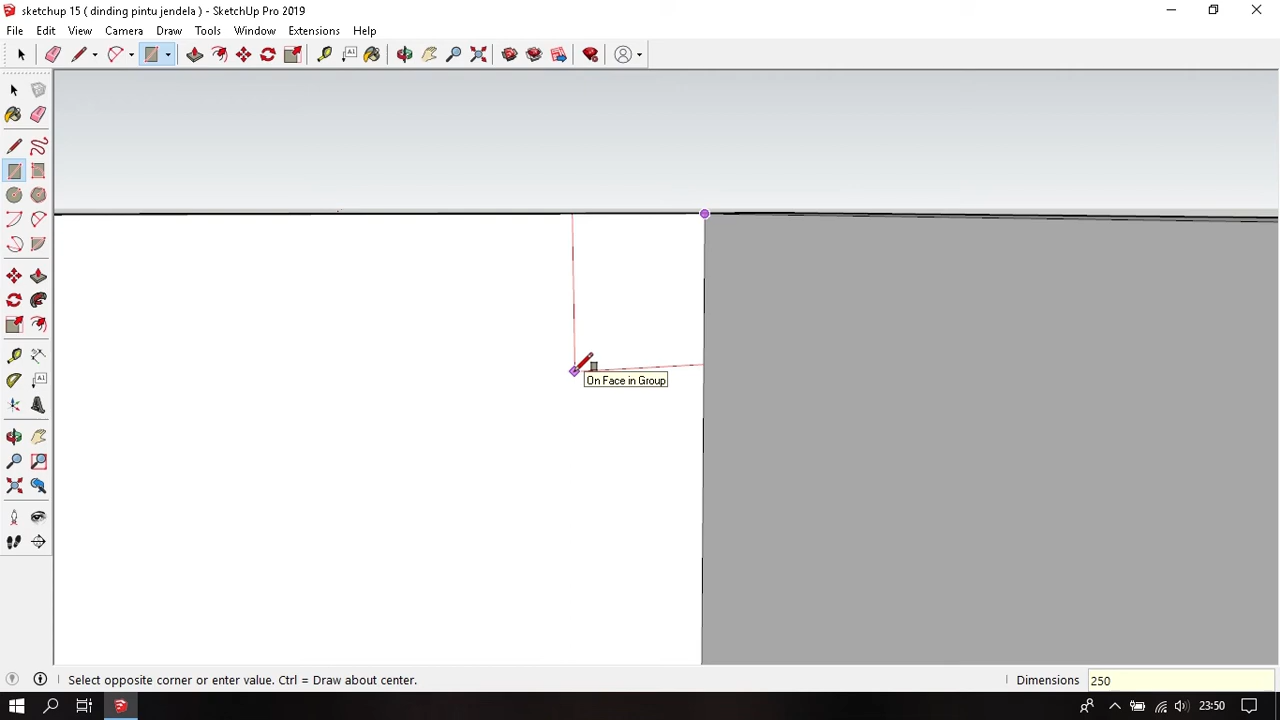 sketchup 15 ( dinding pintu jendela ) - SketchUp Pro 2019
File Edit View Camera Draw Tools Window Extensions Help
On Face in Group
Select opposite corner or enter value. Ctrl = Draw about center.
Dimensions 250
23:50